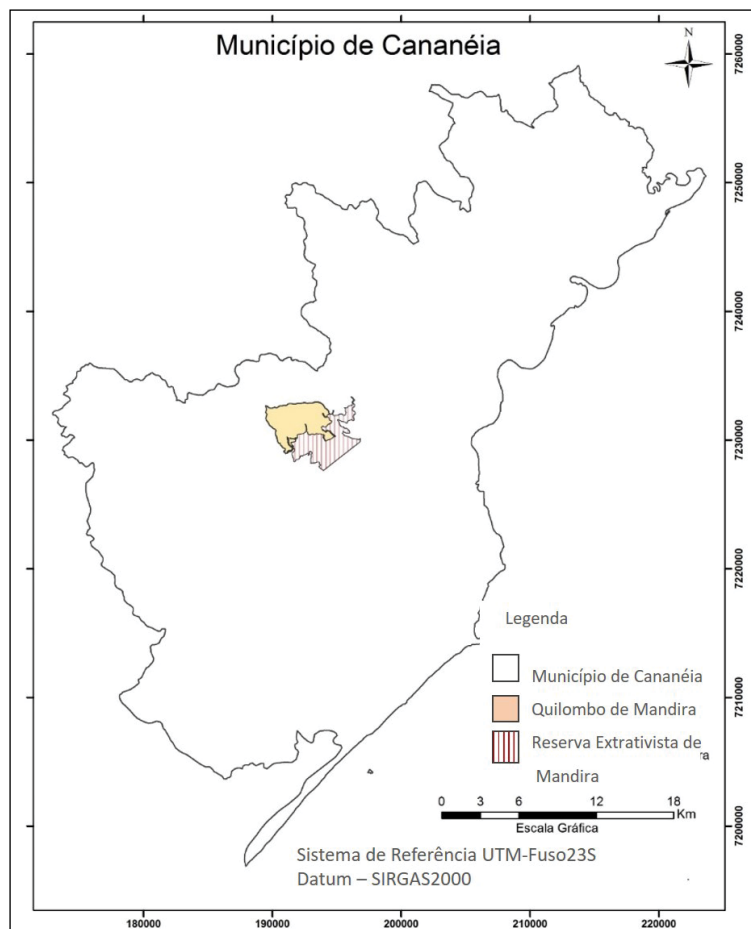 Município de Cananéia
N
7260000
7250000
7240000
7230000
7220000
7210000
7200000
Legenda
Município de Cananéia
Quilombo de Mandira
Reserva Extrativista de
ra
Mandira
0 3 6 12 18
Km
Escala Gráfica
Sistema de Referência UTM-Fuso23S
Datum – SIRGAS2000
180000 190000 200000 210000 220000